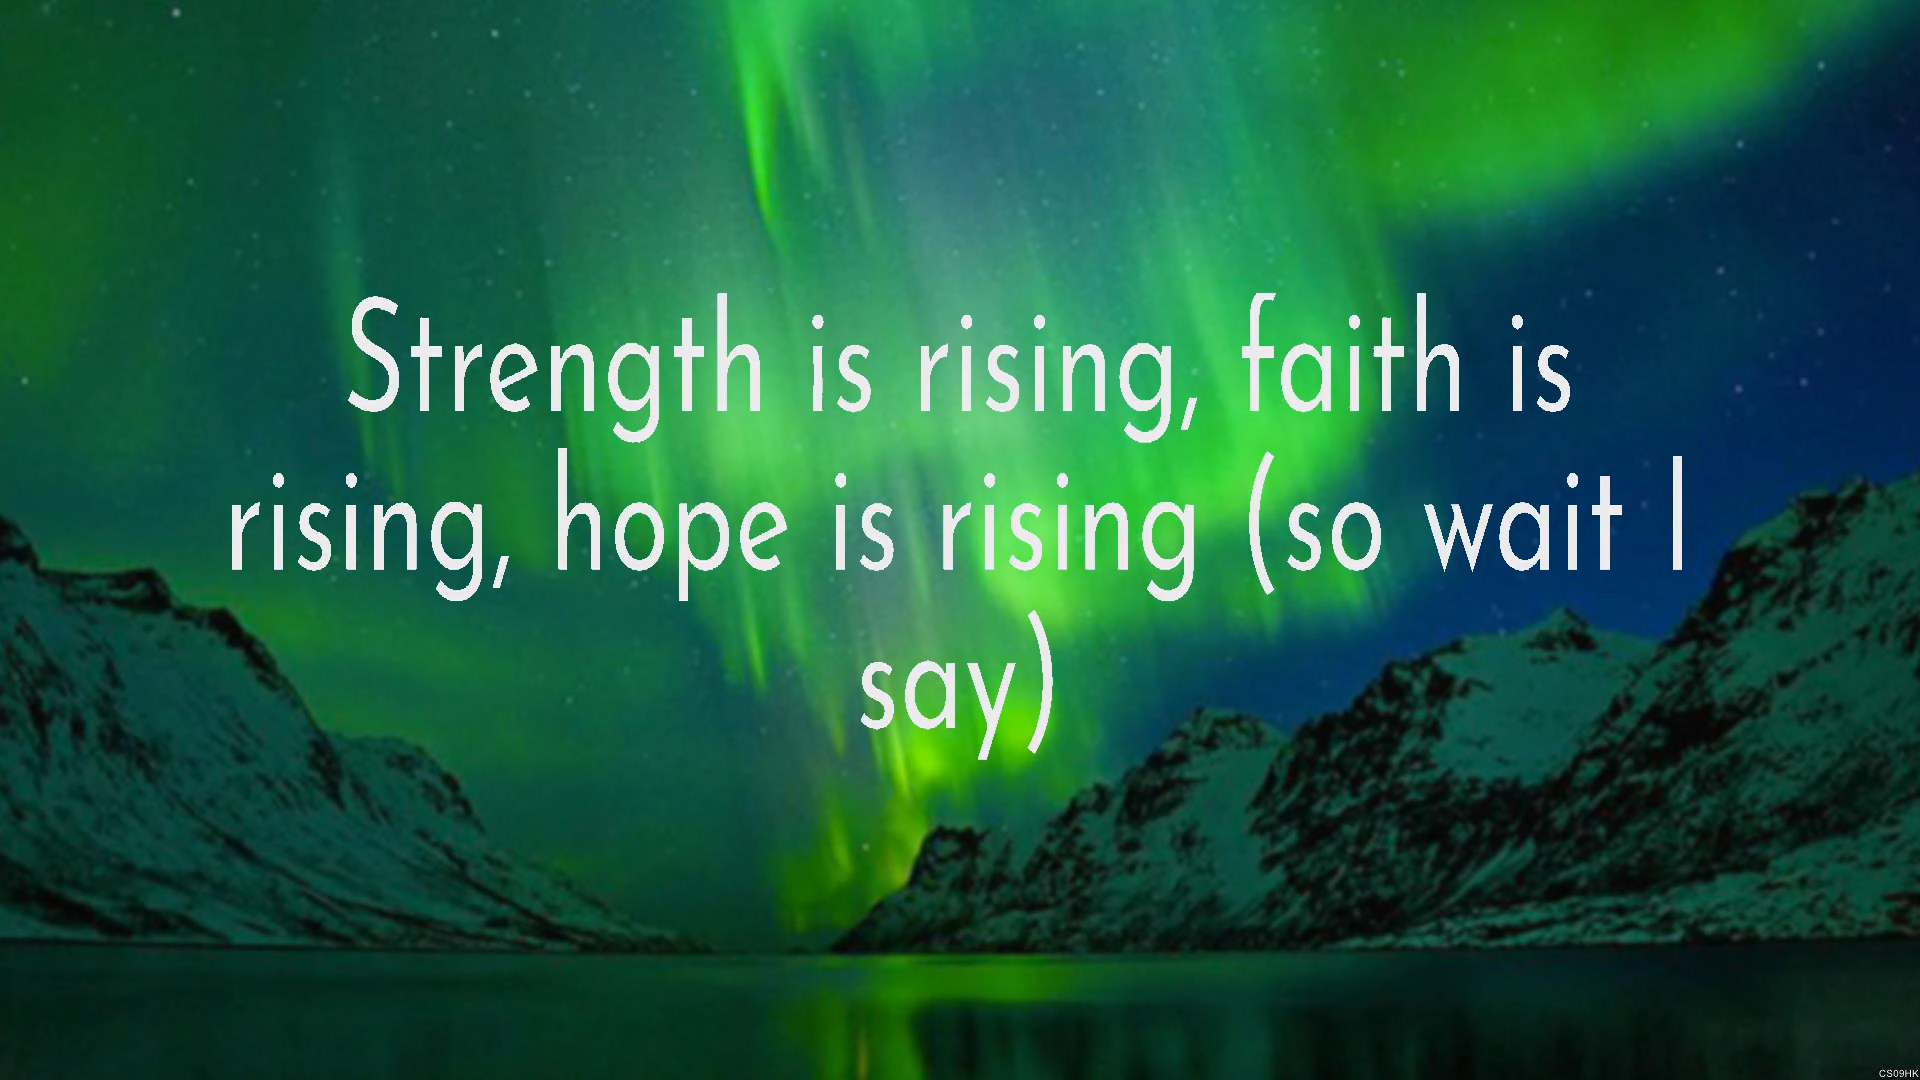 Strength is rising, faith is
rising, hope is rising (so wait I
say)
CS09HK